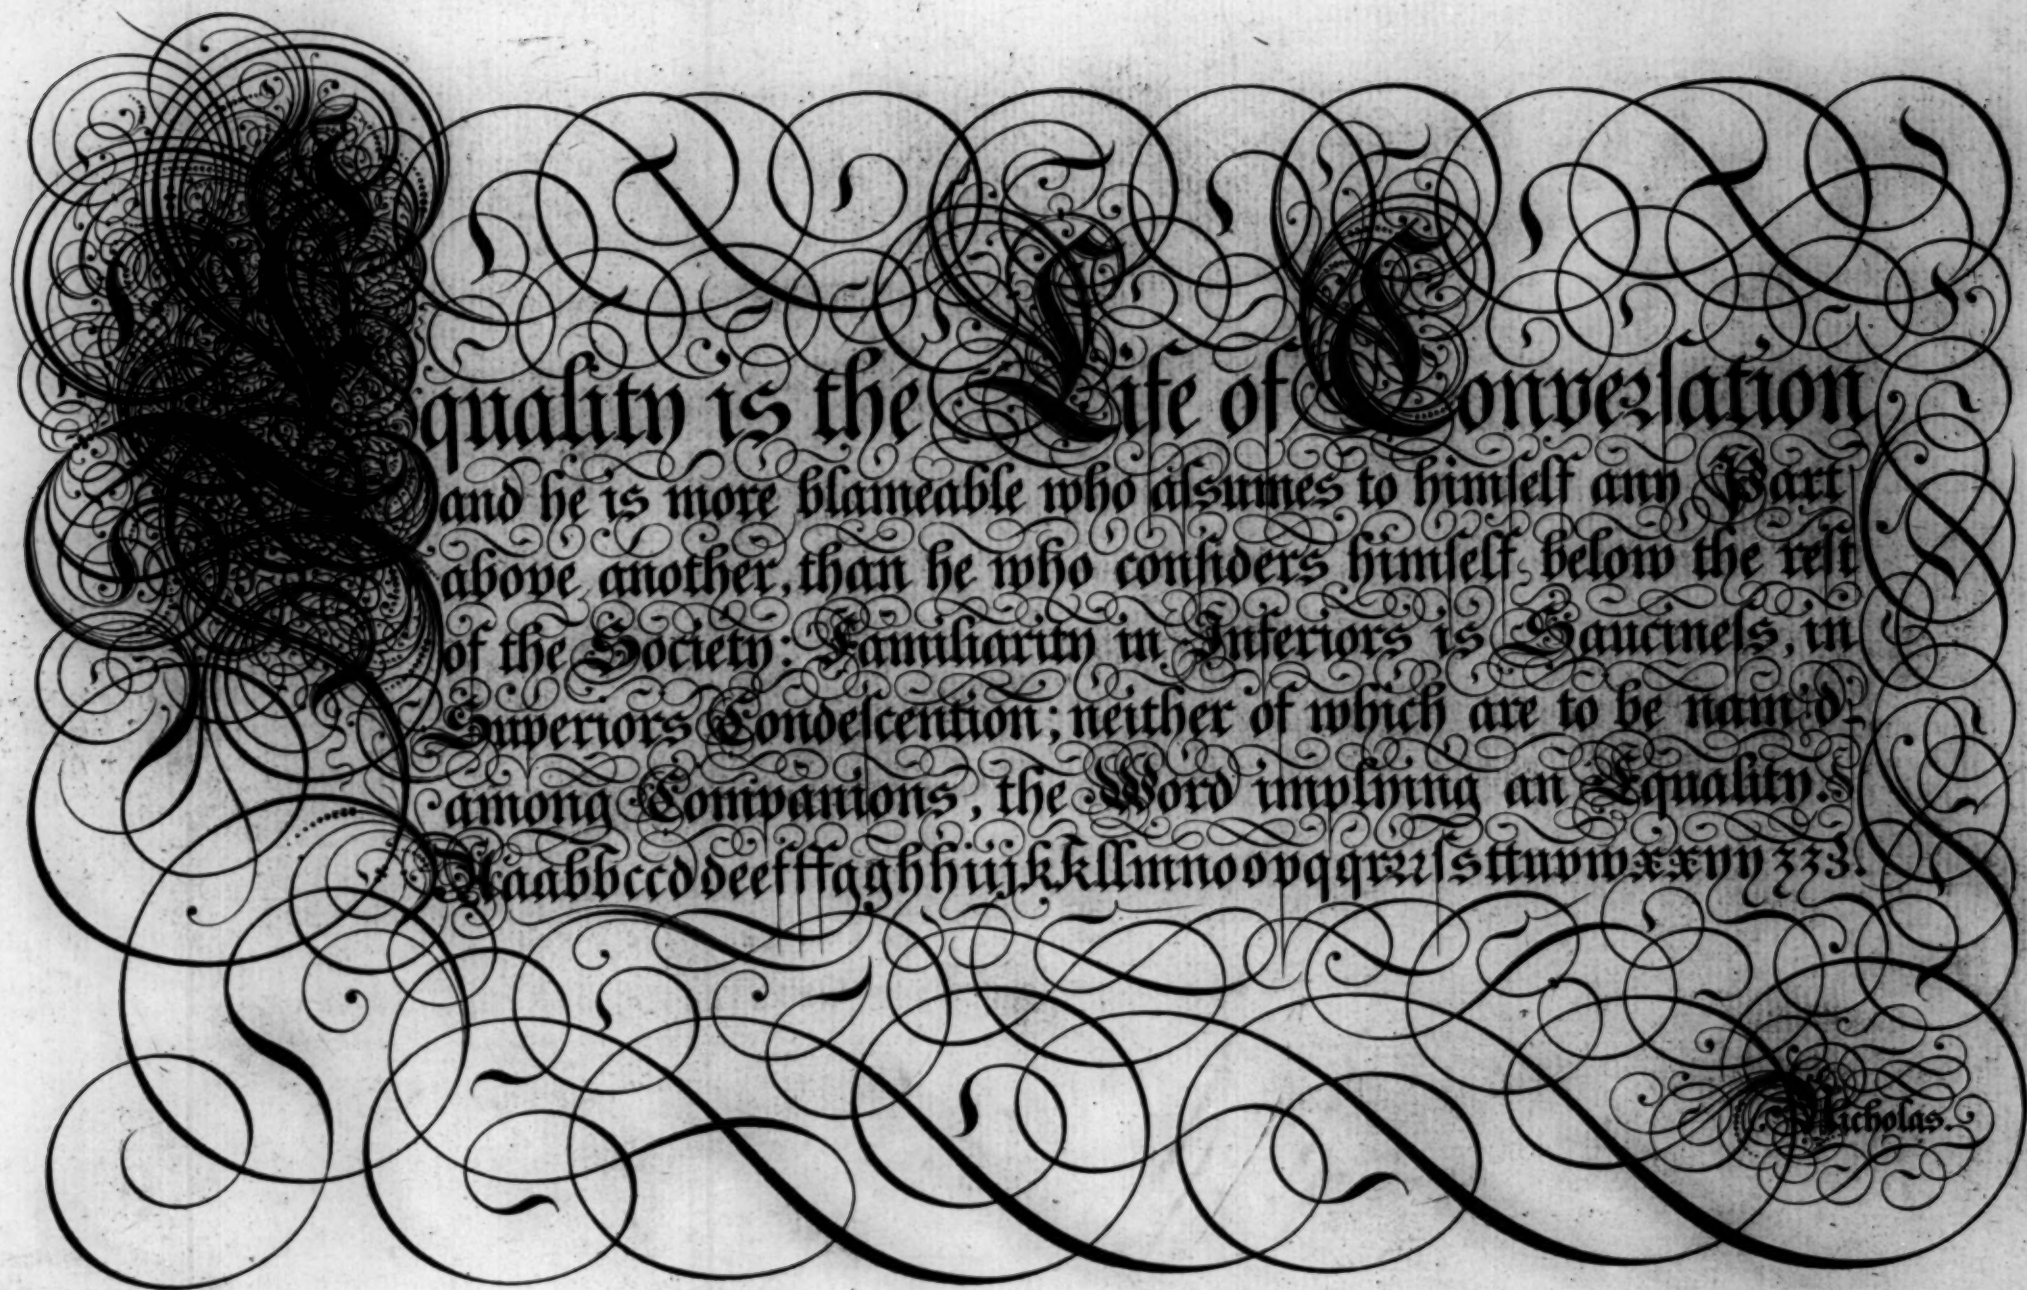 Equality is the Life of Converſation
and he is more blameable who aſsumes to himſelf any Part
above another, than he who conſiders himſelf below the reſt
of the Society: Familiarity in Inferiors is Saucineſs, in
Superiors Condeſcention; neither of which are to be nam'd
among Companions, the Word implying an Equality.
Aaabbccddeefffgghhiijkkllmnoopqqrzzſsttuvwxxyyzzz.
Nicholas.